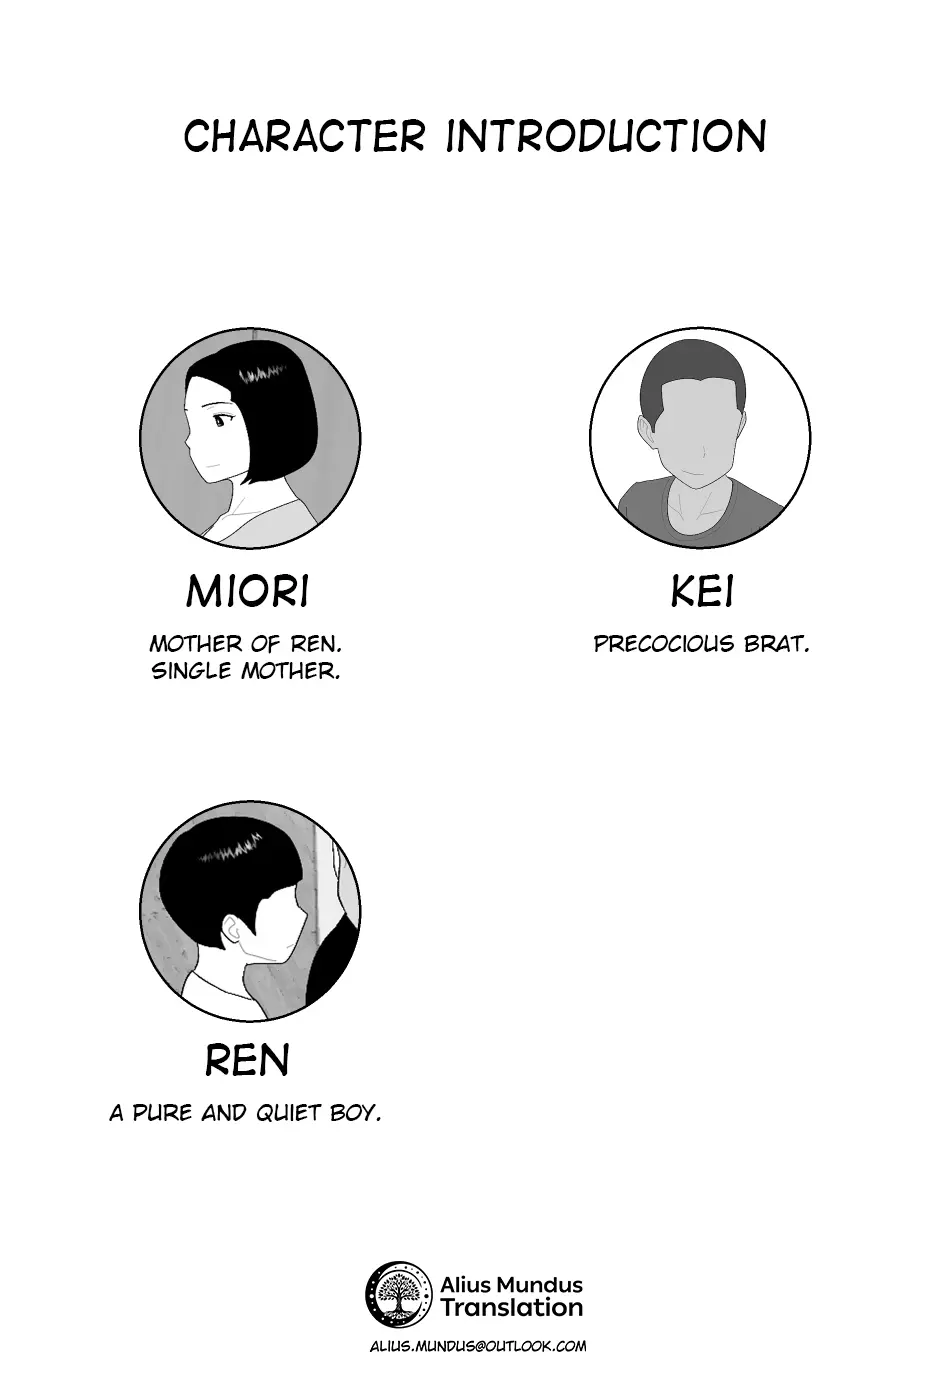 CHARACTER INTRODUCTION
MIORI
MOTHER OF REN.
SINGLE MOTHER.
KEI
PRECOCIOUS BRAT.
REN
A PURE AND QUIET BOY.
Alius Mundus
Translation
ALIUS.MUNDUS@OUTLOOK.COM